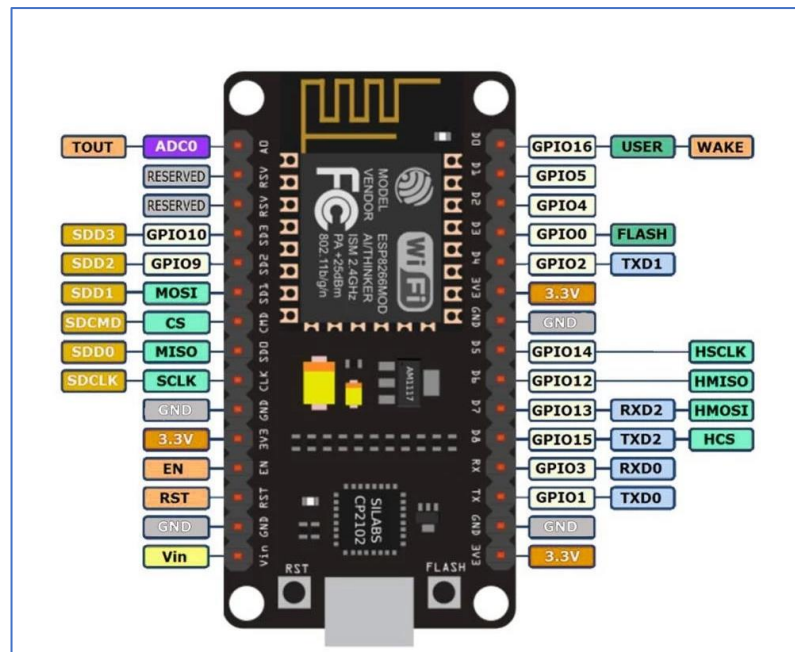 TOUT ADC0 A0 D0 GPIO16 USER WAKE
RESERVED RSV D1 GPIO5
RESERVED RSV D2 GPIO4
SDD3 GPIO10 SD3 D3 GPIO0 FLASH
SDD2 GPIO9 SD2 D4 GPIO2 TXD1
SDD1 MOSI SD1 3V3 3.3V
SDCMD CS CMD GND GND
SDD0 MISO SD0 D5 GPIO14 HSCLK
SDCLK SCLK CLK D6 GPIO12 HMISO
GND GND D7 GPIO13 RXD2 HMOSI
3.3V 3V3 D8 GPIO15 TXD2 HCS
EN EN RX GPIO3 RXD0
RST RST TX GPIO1 TXD0
GND GND GND GND
Vin Vin 3V3 3.3V
MODEL
VENDOR
ESP8266MOD
AI/THINKER
ISM 2.4GHz
PA +25dBm
802.11b/g/n
FC
WiFi
AM1117
SILABS
CP2102
RST
FLASH